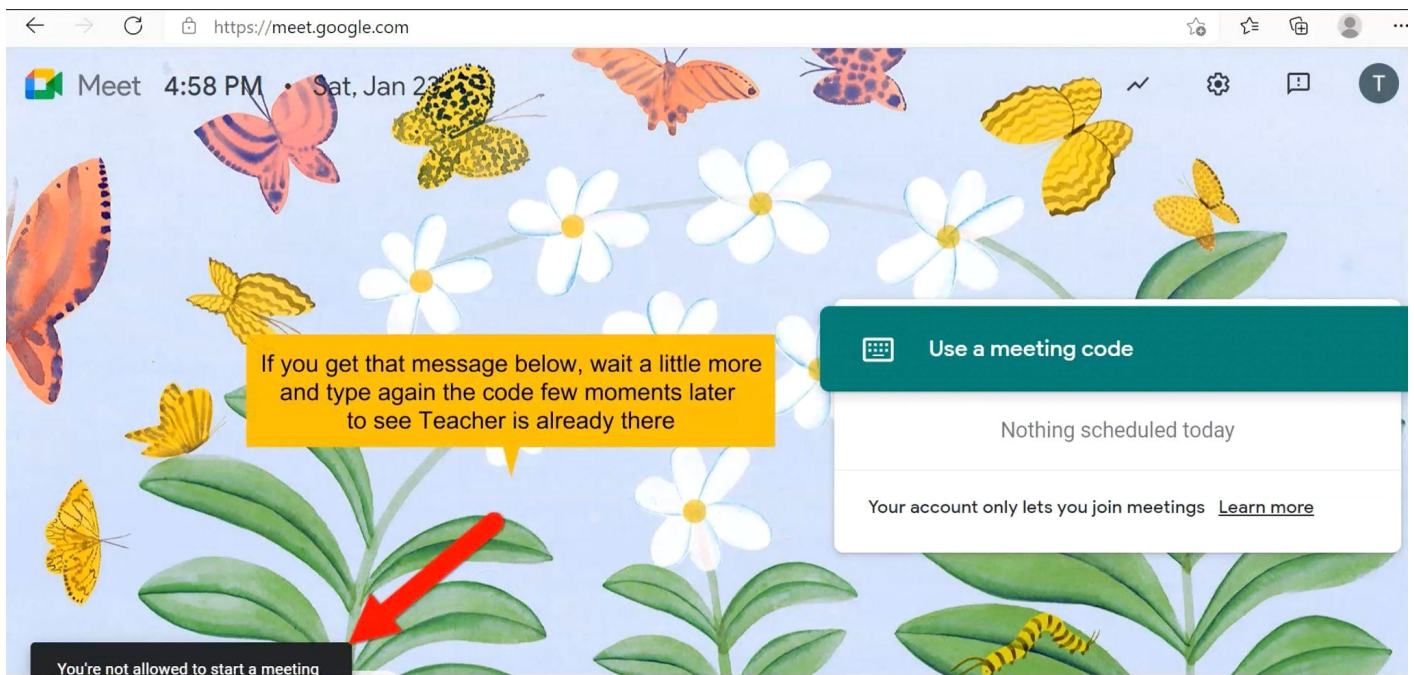 https://meet.google.com
Meet 4:58 PM • Sat, Jan 23
T
Use a meeting code
If you get that message below, wait a little more
and type again the code few moments later
to see Teacher is already there
Nothing scheduled today
Your account only lets you join meetings Learn more
You're not allowed to start a meeting